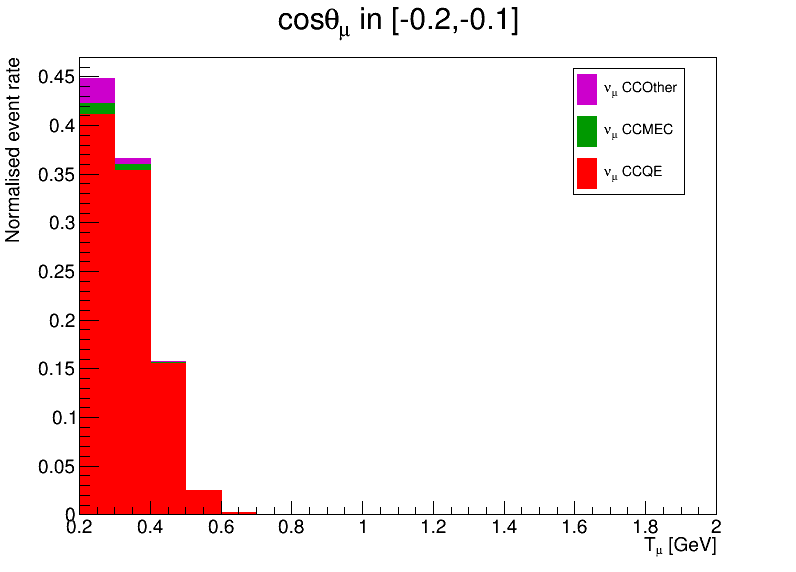 cosθμ in [-0.2,-0.1]
Normalised event rate
0.45
0.4
0.35
0.3
0.25
0.2
0.15
0.1
0.05
0
νμ CCOther
νμ CCMEC
νμ CCQE
0.2 0.4 0.6 0.8 1 1.2 1.4 1.6 1.8 2
Tμ [GeV]